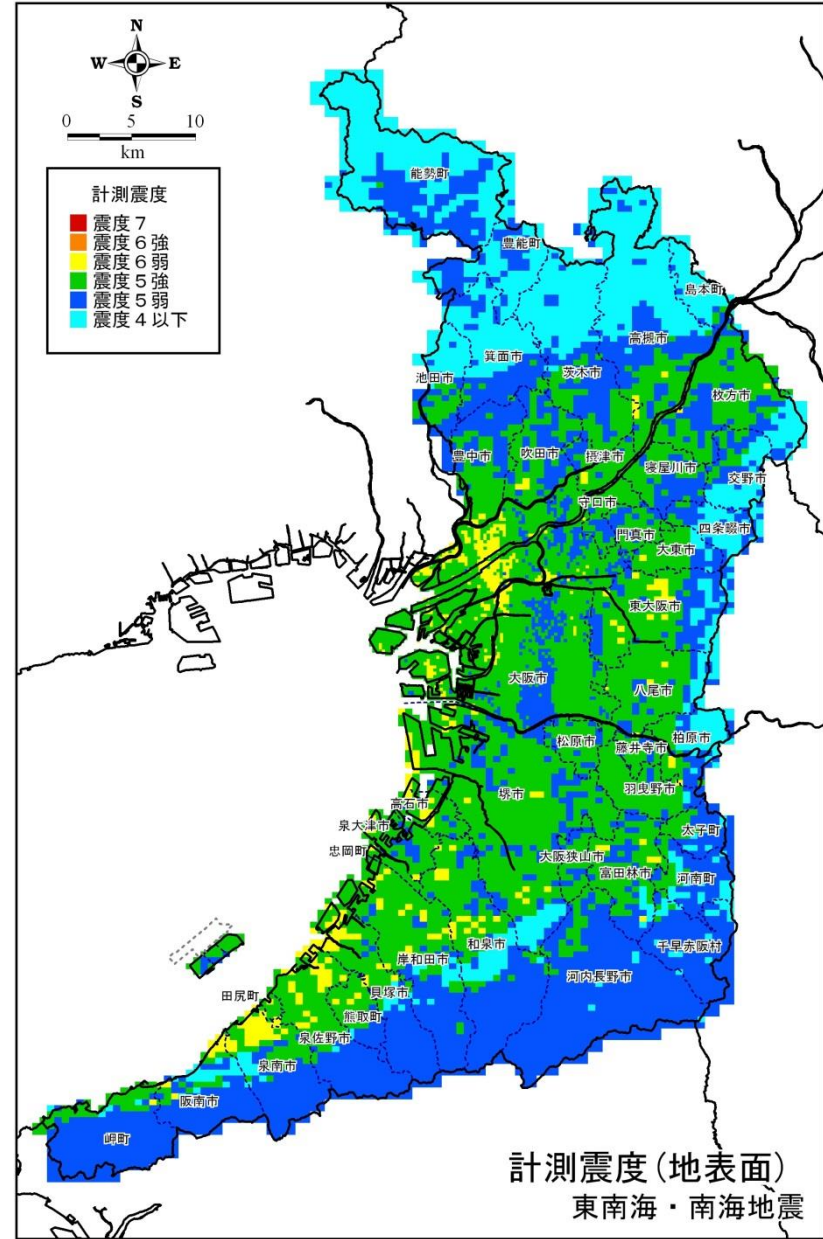 N
W E
S
0 5 10
km
計測震度
震度7
震度6強
震度6弱
震度5強
震度5弱
震度4以下
能勢町
豊能町
島本町
高槻市
箕面市
茨木市
池田市
枚方市
豊中市
吹田市
摂津市
寝屋川市
交野市
守口市
四条畷市
門真市
大東市
東大阪市
大阪市
八尾市
柏原市
松原市
藤井寺市
堺市
羽曳野市
高石市
泉大津市
太子町
忠岡町
大阪狭山市
富田林市
河南町
和泉市
千早赤阪村
岸和田市
河内長野市
貝塚市
田尻町
熊取町
泉佐野市
泉南市
阪南市
岬町
計測震度(地表面)
東南海・南海地震